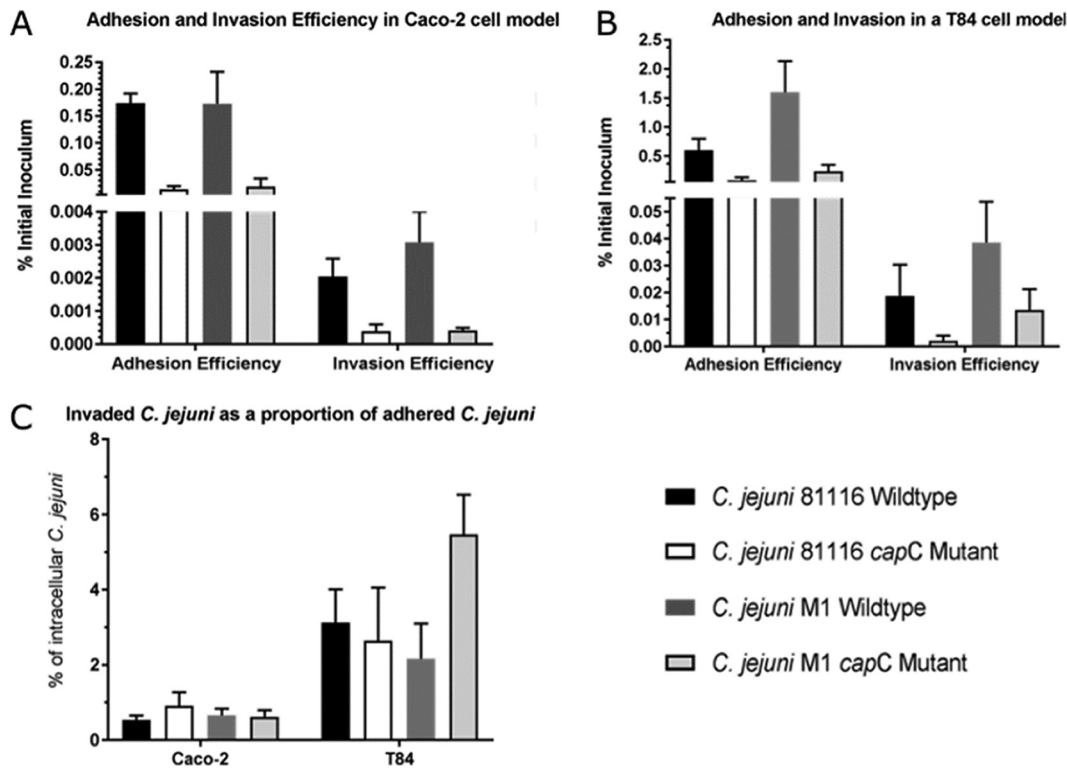 A
Adhesion and Invasion Efficiency in Caco-2 cell model
% Initial Inoculum
0.25
0.20
0.15
0.10
0.05
0.004
0.003
0.002
0.001
0.000
Adhesion Efficiency
Invasion Efficiency
B
Adhesion and Invasion in a T84 cell model
% Initial Inoculum
2.5
2.0
1.5
1.0
0.5
0.05
0.04
0.03
0.02
0.01
0.00
Adhesion Efficiency
Invasion Efficiency
C
Invaded C. jejuni as a proportion of adhered C. jejuni
% of intracellular C. jejuni
8
6
4
2
0
Caco-2
T84
C. jejuni 81116 Wildtype
C. jejuni 81116 capC Mutant
C. jejuni M1 Wildtype
C. jejuni M1 capC Mutant